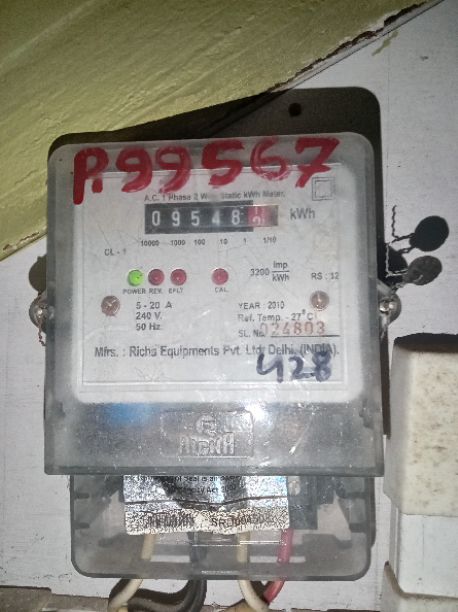 P.99567
A.C. 1 Phase 2 Wire Static kWh Meter.
09548 kWh
10000 1000 100 10 1 1/10
CL - 1
3200 Imp/kWh
RS : 32
POWER REV. EFLT CAL.
5 - 20 A
240 V.
50 Hz.
YEAR : 2010
Ref. Temp. - 27°C
SL. No. 024803
Mfrs. : Richa Equipments Pvt. Ltd. Delhi. (INDIA).
428